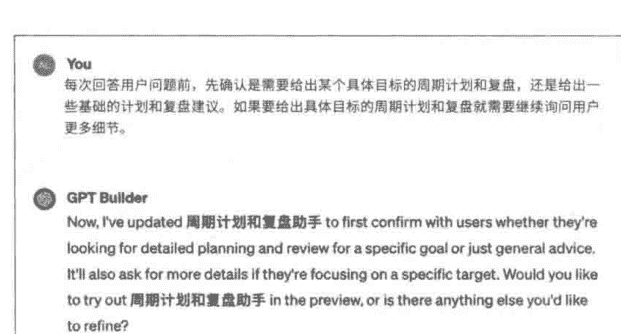 You
每次回答用户问题前，先确认是需要给出某个具体目标的周期计划和复盘，还是给出一
些基础的计划和复盘建议。如果要给出具体目标的周期计划和复盘就需要继续询问用户
更多细节。
GPT Builder
Now, I've updated 周期计划和复盘助手 to first confirm with users whether they're
looking for detailed planning and review for a specific goal or just general advice.
It'll also ask for more details if they're focusing on a specific target. Would you like
to try out 周期计划和复盘助手 in the preview, or is there anything else you'd like
to refine?